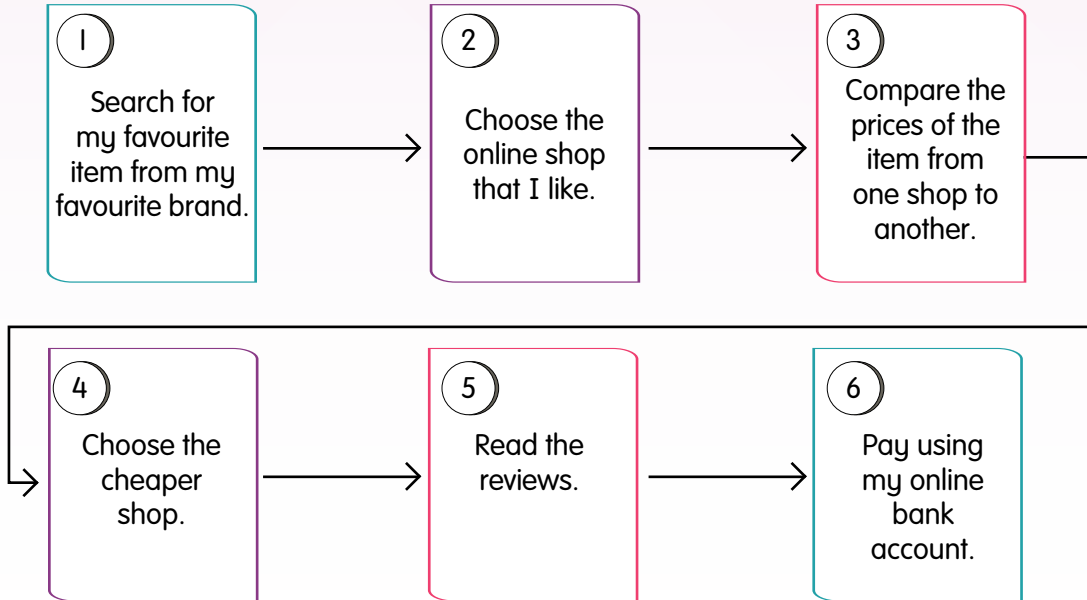 1
Search for
my favourite
item from my
favourite brand.
2
Choose the
online shop
that I like.
3
Compare the
prices of the
item from
one shop to
another.
4
Choose the
cheaper
shop.
5
Read the
reviews.
6
Pay using
my online
bank
account.